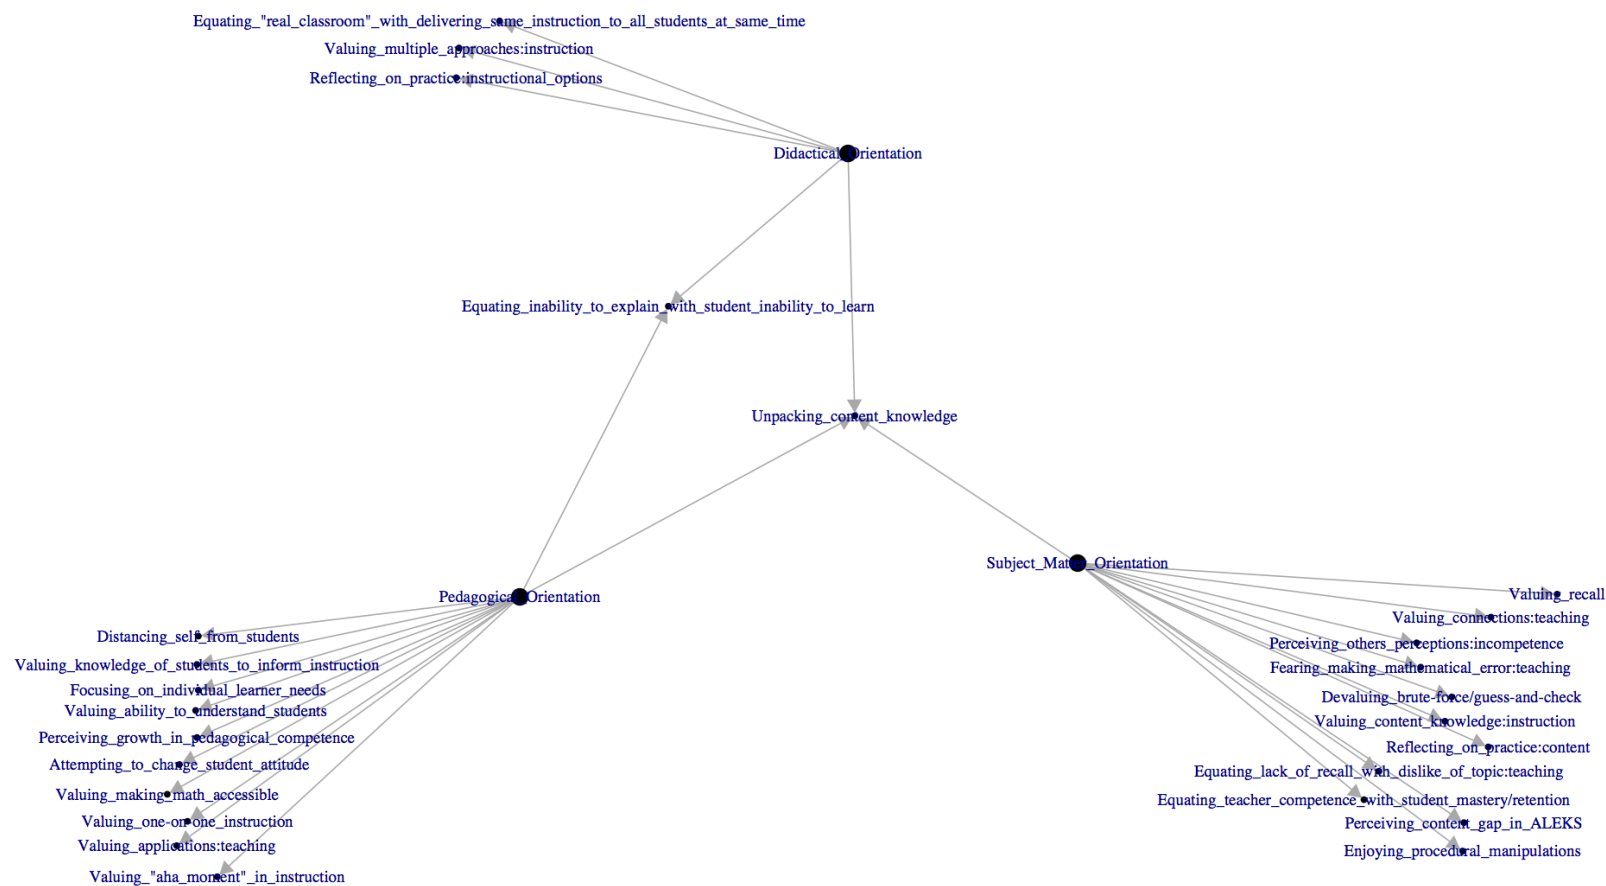 Equating_"real_classroom"_with_delivering_same_instruction_to_all_students_at_same_time
Valuing_multiple_approaches:instruction
Reflecting_on_practice:instructional_options
Didactical_Orientation
Equating_inability_to_explain_with_student_inability_to_learn
Unpacking_content_knowledge
Subject_Matter_Orientation
Pedagogical_Orientation
Distancing_self_from_students
Valuing_knowledge_of_students_to_inform_instruction
Focusing_on_individual_learner_needs
Valuing_ability_to_understand_students
Perceiving_growth_in_pedagogical_competence
Attempting_to_change_student_attitude
Valuing_making_math_accessible
Valuing_one-on-one_instruction
Valuing_applications:teaching
Valuing_"aha_moment"_in_instruction
Valuing_recall
Valuing_connections:teaching
Perceiving_others_perceptions:incompetence
Fearing_making_mathematical_error:teaching
Devaluing_brute-force/guess-and-check
Valuing_content_knowledge:instruction
Reflecting_on_practice:content
Equating_lack_of_recall_with_dislike_of_topic:teaching
Equating_teacher_competence_with_student_mastery/retention
Perceiving_content_gap_in_ALEKS
Enjoying_procedural_manipulations